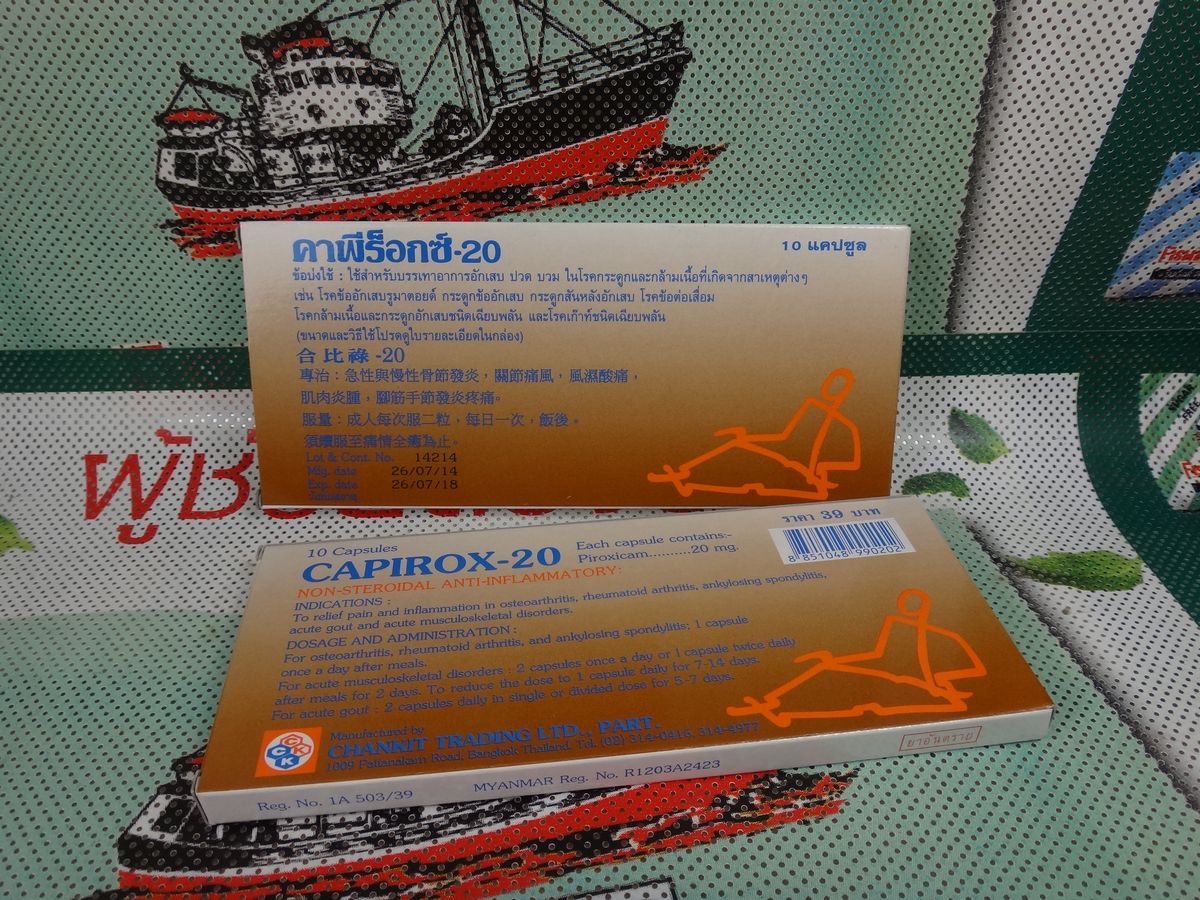 คาพีร็อกซ์-20
10 แคปซูล
ข้อบ่งใช้ : ใช้สำหรับบรรเทาอาการอักเสบ ปวด บวม ในโรคกระดูกและกล้ามเนื้อที่เกิดจากสาเหตุต่างๆ
เช่น โรคข้ออักเสบรูมาตอยด์ กระดูกข้ออักเสบ กระดูกสันหลังอักเสบ โรคข้อต่อเสื่อม
โรคกล้ามเนื้อและกระดูกอักเสบชนิดเฉียบพลัน และโรคเก๊าท์ชนิดเฉียบพลัน
(ขนาดและวิธีใช้โปรดดูใบรายละเอียดในกล่อง)
合比祿-20
專治：急性與慢性骨節發炎，關節痛風，風濕酸痛，
肌肉炎腫，腳筋手節發炎疼痛。
服量：成人每次服二粒，每日一次，飯後。
須續服至痛情全癒為止。
Lot & Cont. No. 14214
Mfg. date 26/07/14
Exp. date 26/07/18
วันสิ้นอายุ
ผู้ช
10 Capsules
CAPIROX-20
Each capsule contains:-
Piroxicam..........20 mg.
ราคา 39 บาท
8 851048 990202
NON-STEROIDAL ANTI-INFLAMMATORY:
INDICATIONS :
To relief pain and inflammation in osteoarthritis, rheumatoid arthritis, ankylosing spondylitis,
acute gout and acute musculoskeletal disorders.
DOSAGE AND ADMINISTRATION :
For osteoarthritis, rheumatoid arthritis, and ankylosing spondylitis; 1 capsule
once a day after meals.
For acute musculoskeletal disorders : 2 capsules once a day or 1 capsule twice daily
after meals for 2 days. To reduce the dose to 1 capsule daily for 7-14 days.
For acute gout : 2 capsules daily in single or divided dose for 5-7 days.
CCKK
Manufactured by
CHANKIT TRADING LTD., PART.
1009 Pattanakarn Road, Bangkok Thailand. Tel. (02) 314-0416, 314-4977
Reg. No. 1A 503/39
MYANMAR Reg. No. R1203A2423
ยาอันตราย